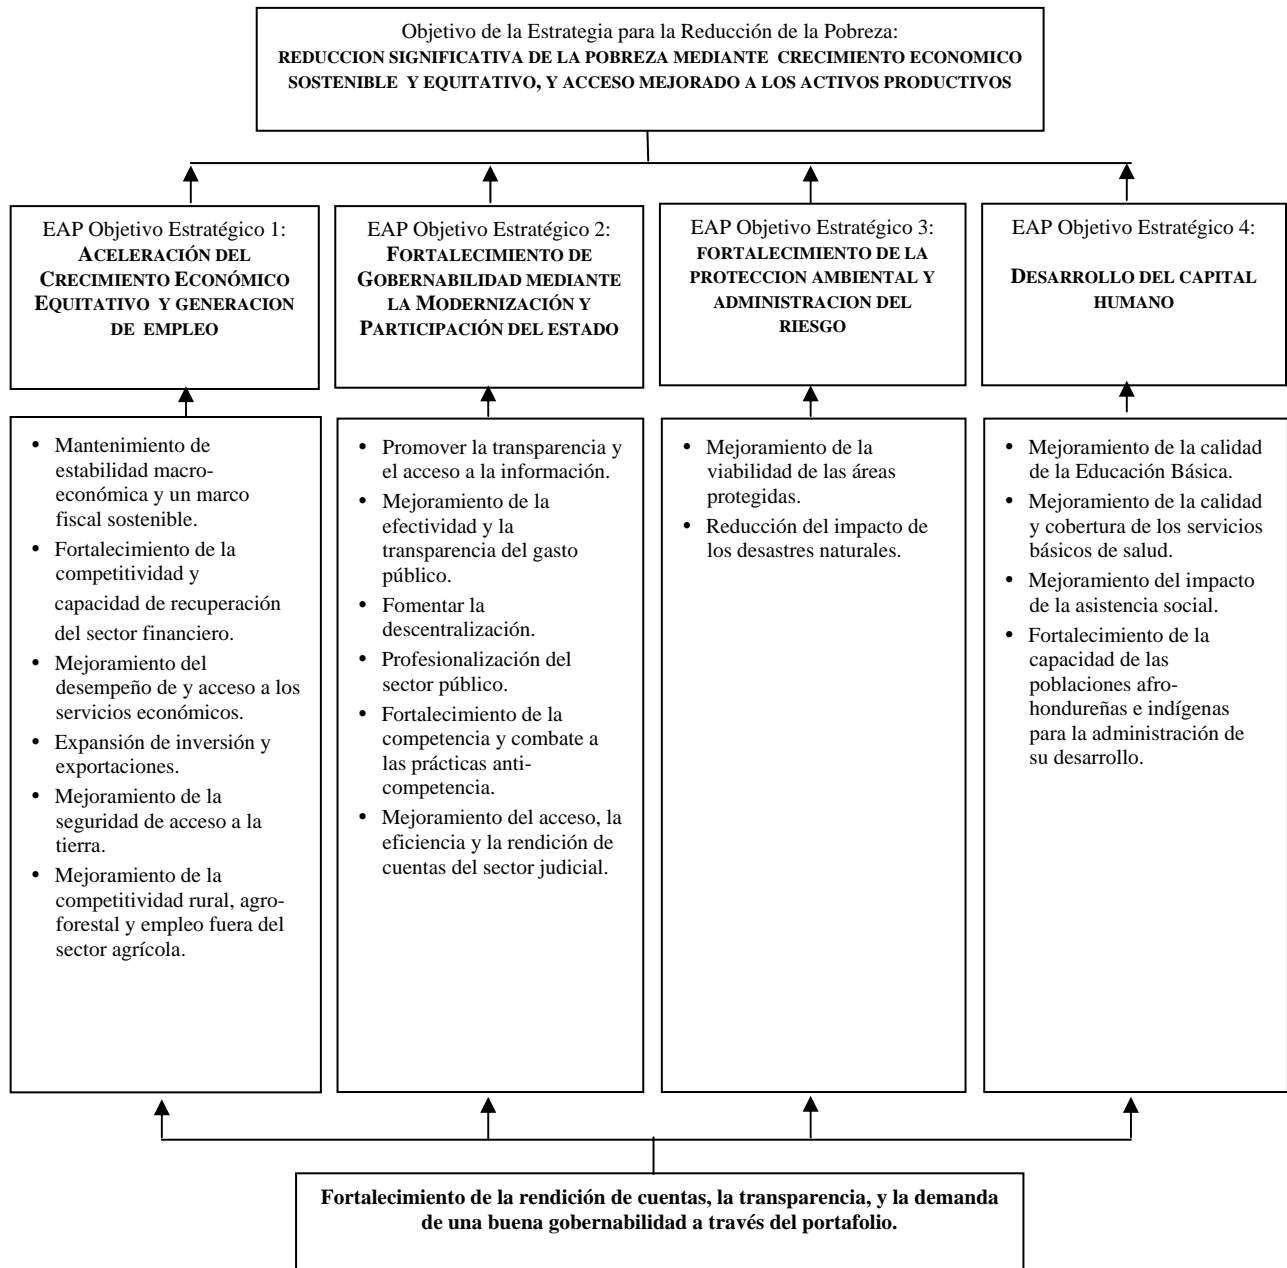 Objetivo de la Estrategia para la Reducción de la Pobreza:
REDUCCION SIGNIFICATIVA DE LA POBREZA MEDIANTE CRECIMIENTO ECONOMICO
SOSTENIBLE Y EQUITATIVO, Y ACCESO MEJORADO A LOS ACTIVOS PRODUCTIVOS
EAP Objetivo Estratégico 1:
ACELERACIÓN DEL
CRECIMIENTO ECONÓMICO
EQUITATIVO Y GENERACION
DE EMPLEO
EAP Objetivo Estratégico 2:
FORTALECIMIENTO DE
GOBERNABILIDAD MEDIANTE
LA MODERNIZACIÓN Y
PARTICIPACIÓN DEL ESTADO
EAP Objetivo Estratégico 3:
FORTALECIMIENTO DE LA
PROTECCION AMBIENTAL Y
ADMINISTRACION DEL
RIESGO
EAP Objetivo Estratégico 4:
DESARROLLO DEL CAPITAL
HUMANO
• Mantenimiento de
estabilidad macro-
económica y un marco
fiscal sostenible.
• Fortalecimiento de la
competitividad y
capacidad de recuperación
del sector financiero.
• Mejoramiento del
desempeño de y acceso a los
servicios económicos.
• Expansión de inversión y
exportaciones.
• Mejoramiento de la
seguridad de acceso a la
tierra.
• Mejoramiento de la
competitividad rural, agro-
forestal y empleo fuera del
sector agrícola.
• Promover la transparencia y
el acceso a la información.
• Mejoramiento de la
efectividad y la
transparencia del gasto
público.
• Fomentar la
descentralización.
• Profesionalización del
sector público.
• Fortalecimiento de la
competencia y combate a
las prácticas anti-
competencia.
• Mejoramiento del acceso, la
eficiencia y la rendición de
cuentas del sector judicial.
• Mejoramiento de la
viabilidad de las áreas
protegidas.
• Reducción del impacto de
los desastres naturales.
• Mejoramiento de la calidad
de la Educación Básica.
• Mejoramiento de la calidad
y cobertura de los servicios
básicos de salud.
• Mejoramiento del impacto
de la asistencia social.
• Fortalecimiento de la
capacidad de las
poblaciones afro-
hondureñas e indígenas
para la administración de
su desarrollo.
Fortalecimiento de la rendición de cuentas, la transparencia, y la demanda
de una buena gobernabilidad a través del portafolio.